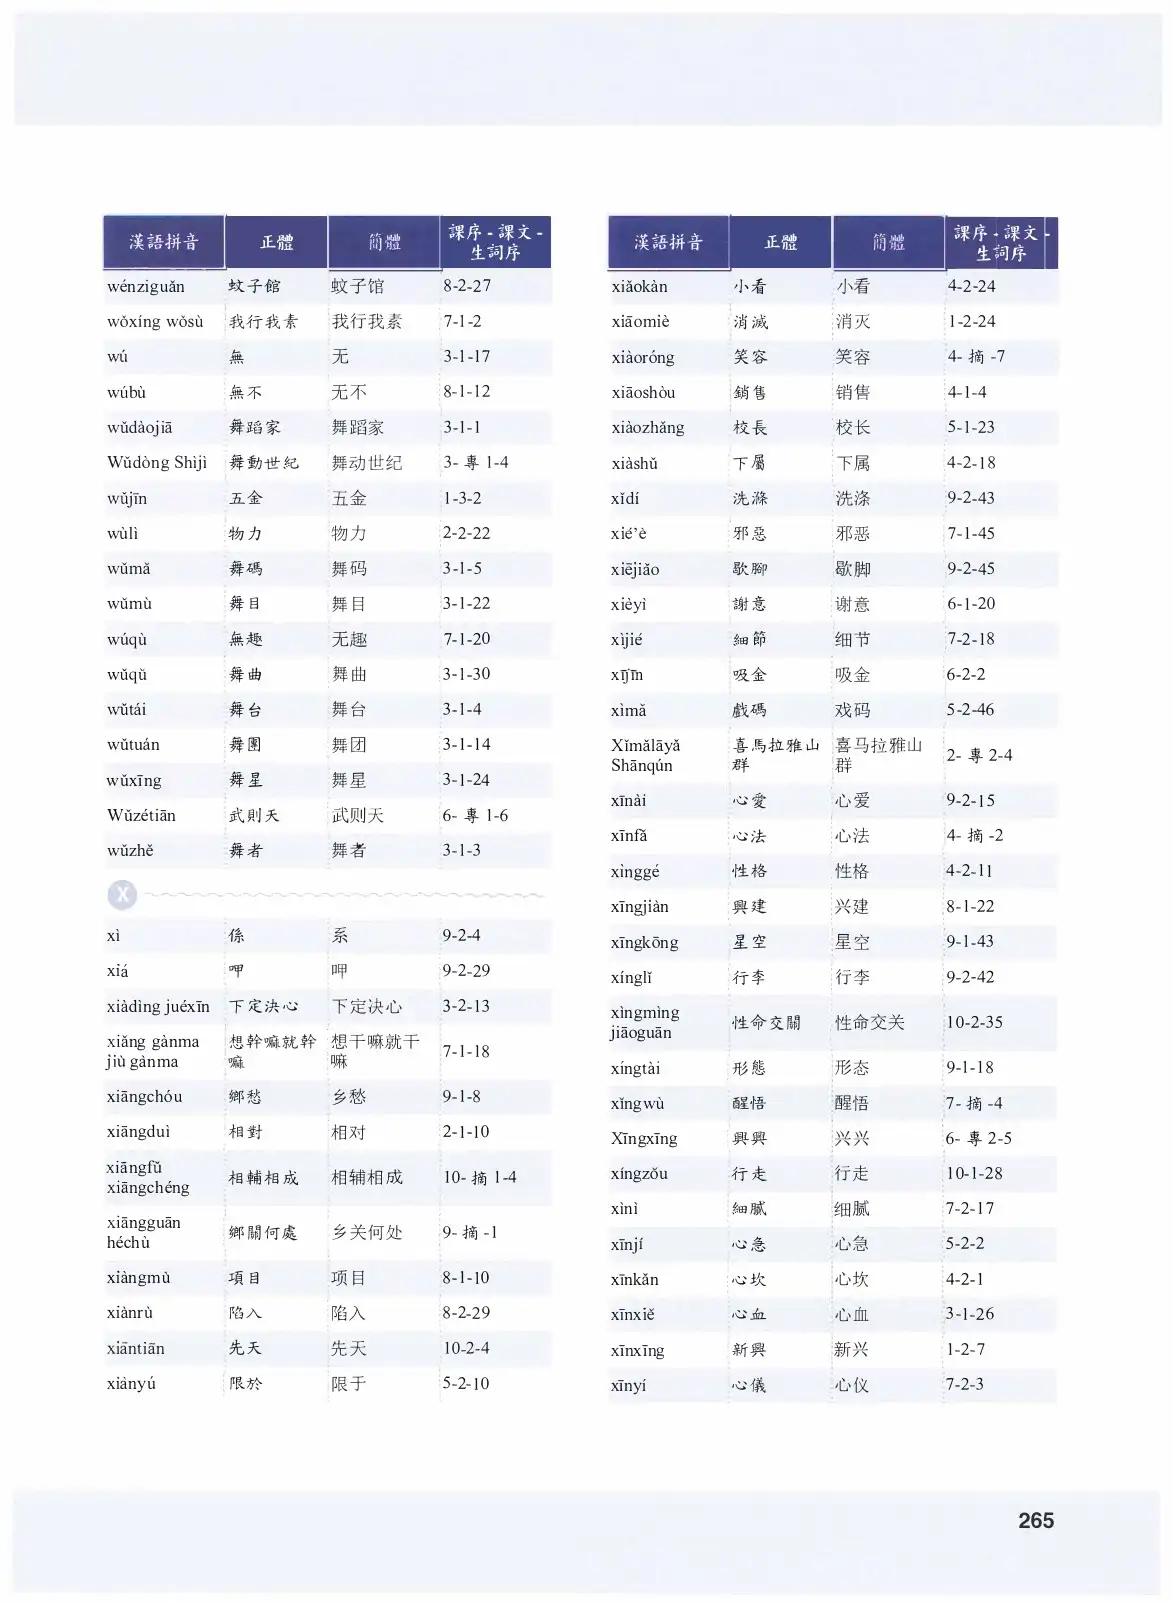 漢語拼音 正體 簡體 課序 - 課文 -
生詞序
wénziguǎn 蚊子館 蚊子馆 8-2-27
wǒxíng wǒsù 我行我素 我行我素 7-1-2
wú 無 无 3-1-17
wúbù 無不 无不 8-1-12
wǔdàojiā 舞蹈家 舞蹈家 3-1-1
Wǔdòng Shìjì 舞動世紀 舞动世纪 3- 專 1-4
wǔjīn 五金 五金 1-3-2
wùlì 物力 物力 2-2-22
wǔmǎ 舞碼 舞码 3-1-5
wǔmù 舞目 舞目 3-1-22
wúqù 無趣 无趣 7-1-20
wǔqǔ 舞曲 舞曲 3-1-30
wǔtái 舞台 舞台 3-1-4
wǔtuán 舞團 舞团 3-1-14
wǔxīng 舞星 舞星 3-1-24
Wǔzétiān 武則天 武则天 6- 專 1-6
wǔzhě 舞者 舞者 3-1-3
X
xì 係 系 9-2-4
xiá 呷 呷 9-2-29
xiàdìng juéxīn 下定決心 下定决心 3-2-13
xiǎng gànma 想幹嘛就幹 想干嘛就干 7-1-18
jiù gànma 嘛 嘛
xiāngchóu 鄉愁 乡愁 9-1-8
xiāngduì 相對 相对 2-1-10
xiāngfǔ
xiāngchéng 相輔相成 相辅相成 10- 摘 1-4
xiāngguān
héchù 鄉關何處 乡关何处 9- 摘 -1
xiàngmù 項目 项目 8-1-10
xiànrù 陷入 陷入 8-2-29
xiāntiān 先天 先天 10-2-4
xiànyú 限於 限于 5-2-10
漢語拼音 正體 簡體 課序 - 課文 -
生詞序
xiǎokàn 小看 小看 4-2-24
xiāomiè 消滅 消灭 1-2-24
xiàoróng 笑容 笑容 4- 摘 -7
xiāoshòu 銷售 销售 4-1-4
xiàozhǎng 校長 校长 5-1-23
xiàshǔ 下屬 下属 4-2-18
xǐdí 洗滌 洗涤 9-2-43
xié’è 邪惡 邪恶 7-1-45
xiējiǎo 歇腳 歇脚 9-2-45
xièyì 謝意 谢意 6-1-20
xìjié 細節 细节 7-2-18
xījīn 吸金 吸金 6-2-2
xìmǎ 戲碼 戏码 5-2-46
Xǐmǎlāyǎ 喜馬拉雅山 喜马拉雅山 2- 專 2-4
Shānqún 群 群
xīnài 心愛 心爱 9-2-15
xīnfǎ 心法 心法 4- 摘 -2
xìnggé 性格 性格 4-2-11
xīngjiàn 興建 兴建 8-1-22
xīngkōng 星空 星空 9-1-43
xínglǐ 行李 行李 9-2-42
xìngmìng
jiāoguān 性命交關 性命交关 10-2-35
xíngtài 形態 形态 9-1-18
xǐngwù 醒悟 醒悟 7- 摘 -4
Xīngxīng 興興 兴兴 6- 專 2-5
xíngzǒu 行走 行走 10-1-28
xìnì 細膩 细腻 7-2-17
xīnjí 心急 心急 5-2-2
xīnkǎn 心坎 心坎 4-2-1
xīnxiě 心血 心血 3-1-26
xīnxīng 新興 新兴 1-2-7
xīnyí 心儀 心仪 7-2-3
265